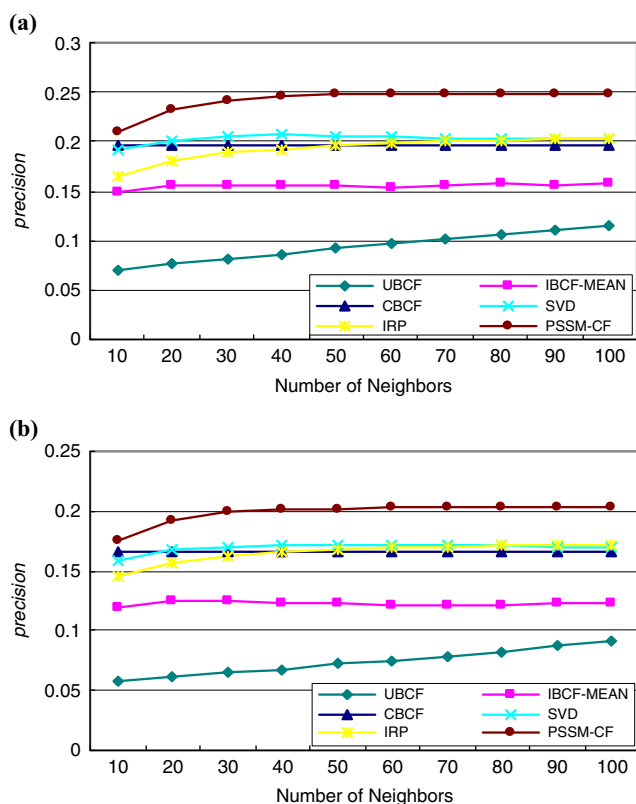 (a)
0.3
0.25
0.2
0.15
0.1
0.05
0
precision
UBCF IBCF-MEAN
CBCF SVD
IRP PSSM-CF
10 20 30 40 50 60 70 80 90 100
Number of Neighbors
(b)
0.25
0.2
0.15
0.1
0.05
0
precision
UBCF IBCF-MEAN
CBCF SVD
IRP PSSM-CF
10 20 30 40 50 60 70 80 90 100
Number of Neighbors